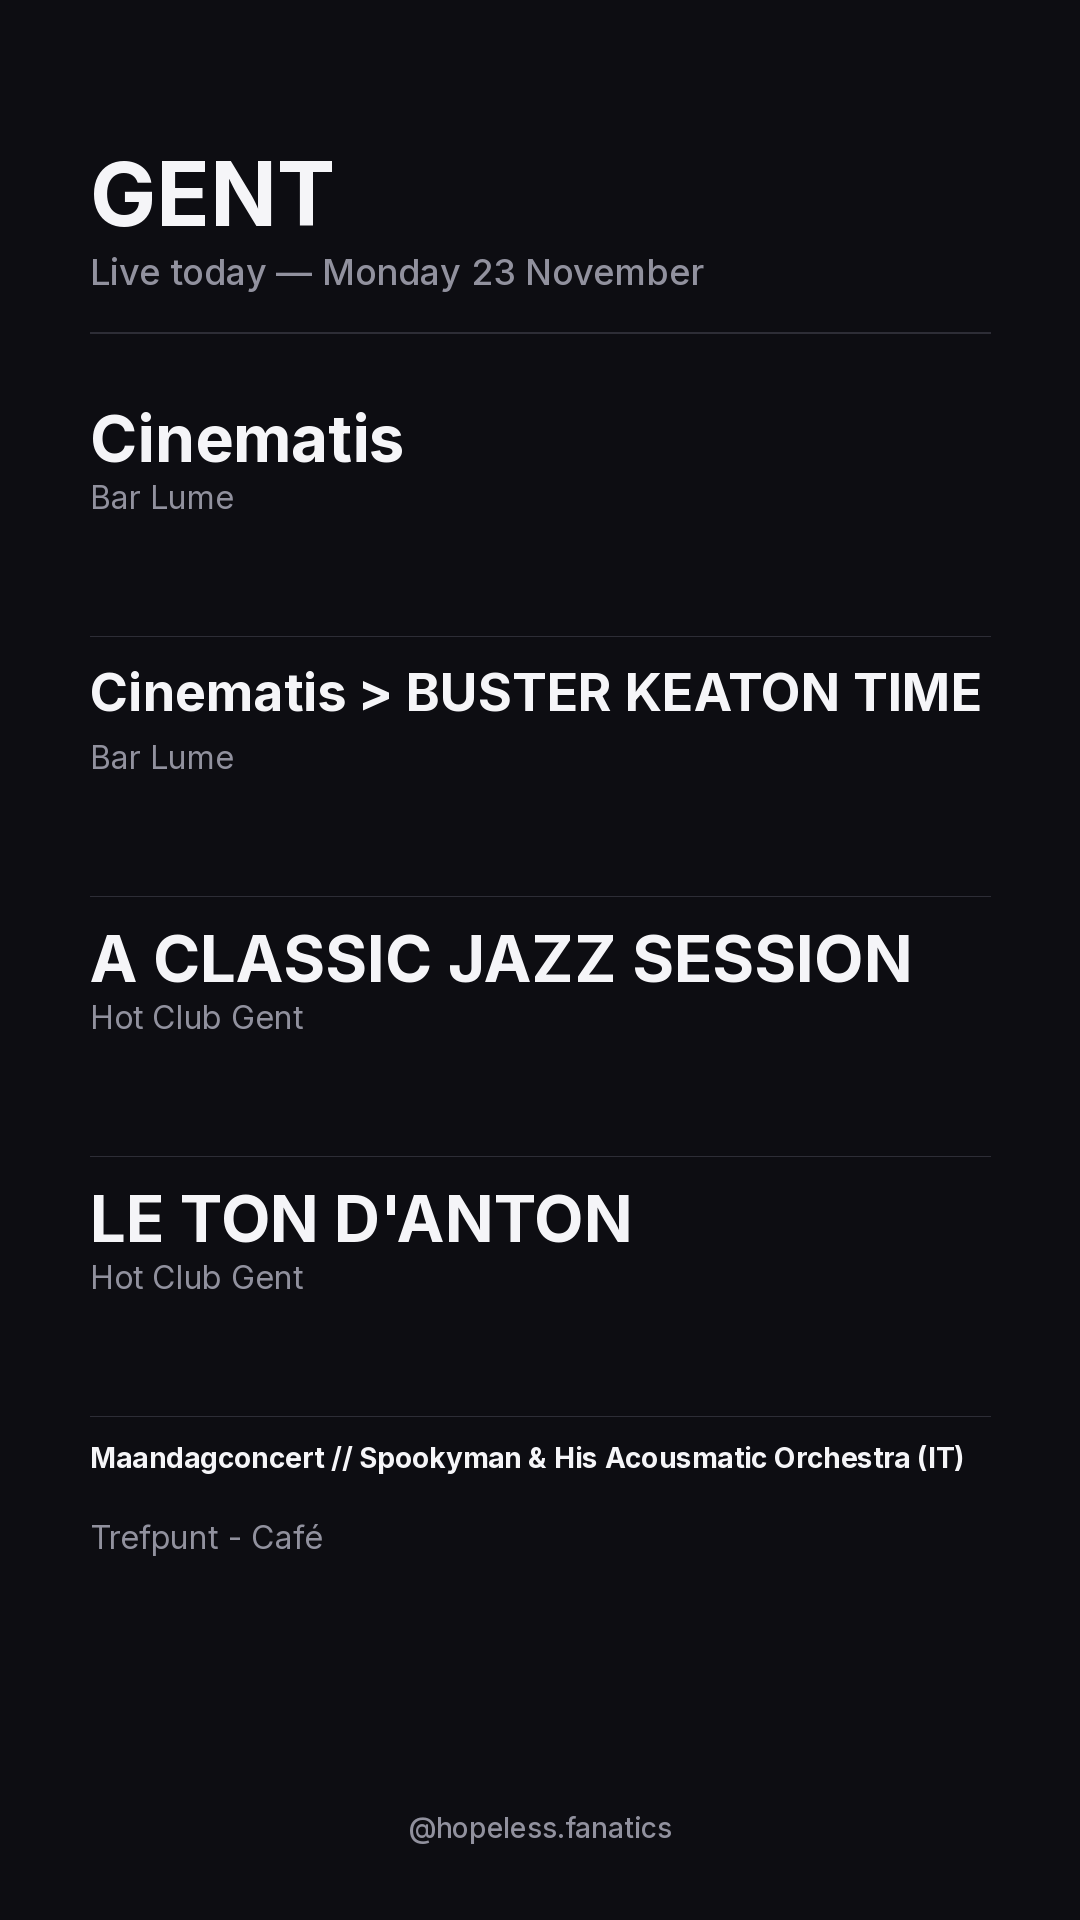 GENT
Live today — Monday 23 November
Cinematis
Bar Lume
Cinematis > BUSTER KEATON TIME
Bar Lume
A CLASSIC JAZZ SESSION
Hot Club Gent
LE TON D'ANTON
Hot Club Gent
Maandagconcert // Spookyman & His Acousmatic Orchestra (IT)
Trefpunt - Café
@hopeless.fanatics